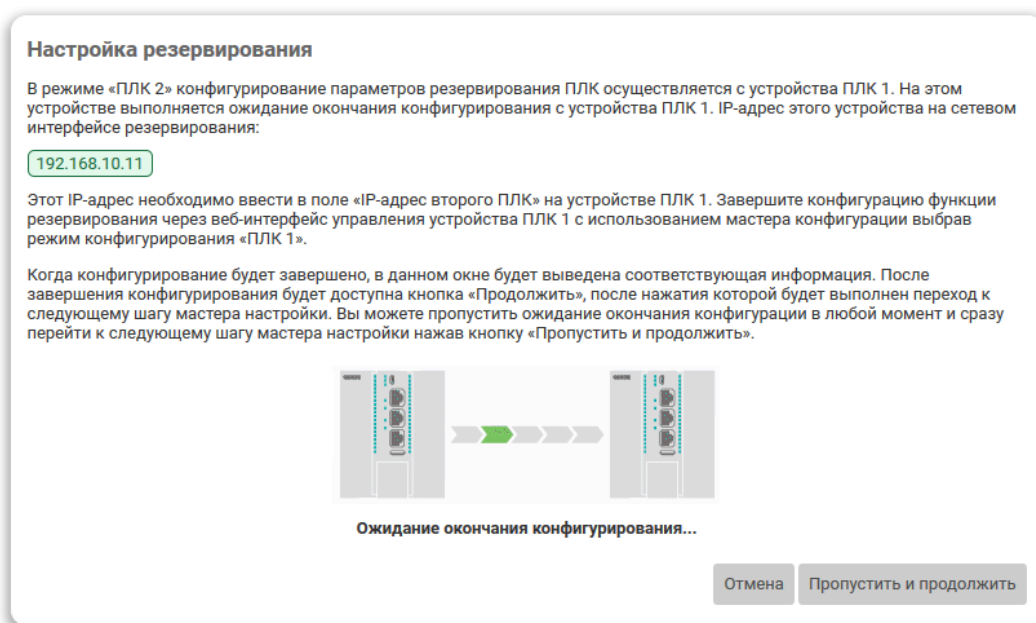 Настройка резервирования
В режиме «ПЛК 2» конфигурирование параметров резервирования ПЛК осуществляется с устройства ПЛК 1. На этом
устройстве выполняется ожидание окончания конфигурирования с устройства ПЛК 1. IP-адрес этого устройства на сетевом
интерфейсе резервирования:
192.168.10.11
Этот IP-адрес необходимо ввести в поле «IP-адрес второго ПЛК» на устройстве ПЛК 1. Завершите конфигурацию функции
резервирования через веб-интерфейс управления устройства ПЛК 1 с использованием мастера конфигурации выбрав
режим конфигурирования «ПЛК 1».
Когда конфигурирование будет завершено, в данном окне будет выведена соответствующая информация. После
завершения конфигурирования будет доступна кнопка «Продолжить», после нажатия которой будет выполнен переход к
следующему шагу мастера настройки. Вы можете пропустить ожидание окончания конфигурации в любой момент и сразу
перейти к следующему шагу мастера настройки нажав кнопку «Пропустить и продолжить».
Ожидание окончания конфигурирования...
Отмена
Пропустить и продолжить